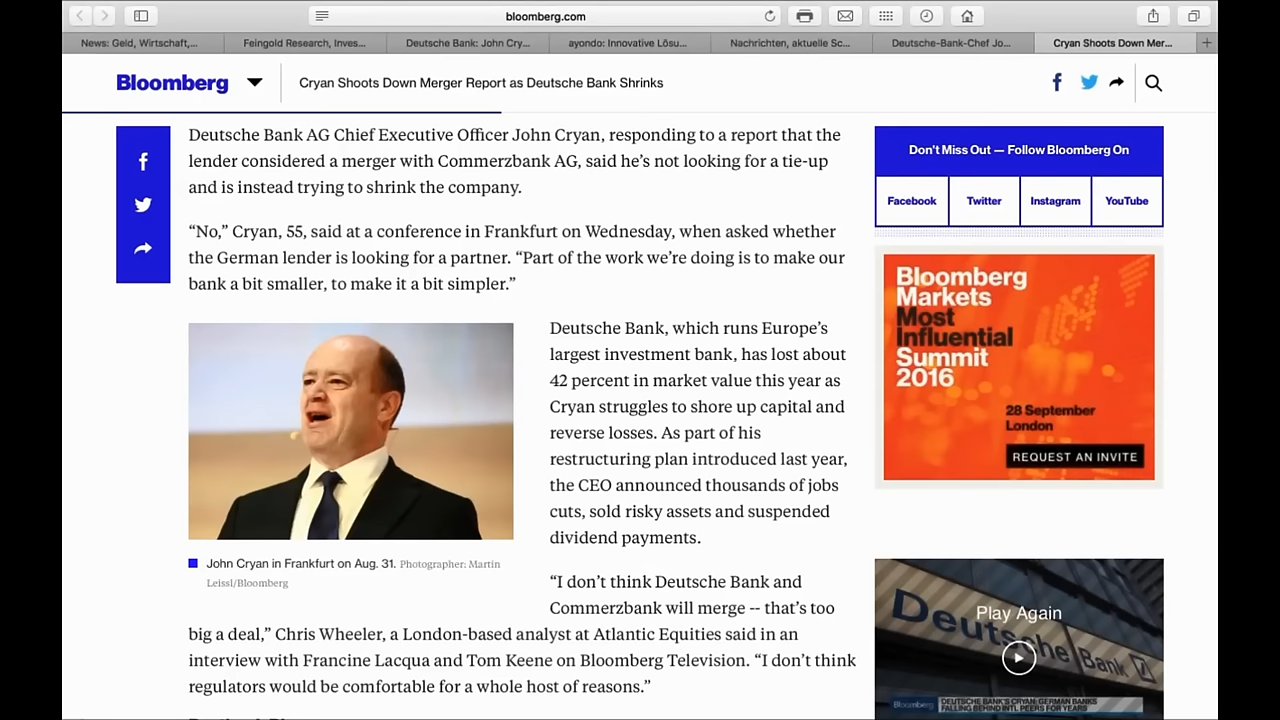 bloomberg.com
News: Geld, Wirtschaft,...
Feingold Research, Inves...
Deutsche Bank: John Cry...
ayondo: Innovative Lösu...
Nachrichten, aktuelle Sc...
Deutsche-Bank-Chef Jo...
Cryan Shoots Down Mer...
Bloomberg
Cryan Shoots Down Merger Report as Deutsche Bank Shrinks
Deutsche Bank AG Chief Executive Officer John Cryan, responding to a report that the
lender considered a merger with Commerzbank AG, said he’s not looking for a tie-up
and is instead trying to shrink the company.
“No,” Cryan, 55, said at a conference in Frankfurt on Wednesday, when asked whether
the German lender is looking for a partner. “Part of the work we’re doing is to make our
bank a bit smaller, to make it a bit simpler.”
John Cryan in Frankfurt on Aug. 31. Photographer: Martin
Leissl/Bloomberg
Deutsche Bank, which runs Europe’s
largest investment bank, has lost about
42 percent in market value this year as
Cryan struggles to shore up capital and
reverse losses. As part of his
restructuring plan introduced last year,
the CEO announced thousands of jobs
cuts, sold risky assets and suspended
dividend payments.
“I don’t think Deutsche Bank and
Commerzbank will merge -- that’s too
big a deal,” Chris Wheeler, a London-based analyst at Atlantic Equities said in an
interview with Francine Lacqua and Tom Keene on Bloomberg Television. “I don’t think
regulators would be comfortable for a whole host of reasons.”
Don't Miss Out — Follow Bloomberg On
Facebook
Twitter
Instagram
YouTube
Bloomberg
Markets
Most
Influential
Summit
2016
28 September
London
REQUEST AN INVITE
Deutsche Bank
Play Again
Bloomberg
DEUTSCHE BANK'S CRYAN: GERMAN BANKS
FALLING BEHIND INTL PEERS FOR YEARS